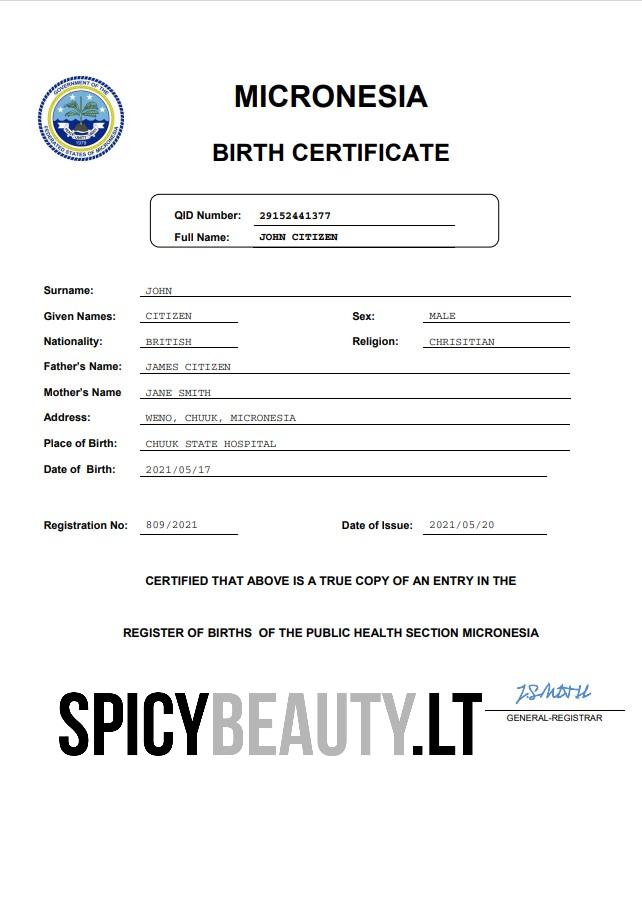 MICRONESIA
BIRTH CERTIFICATE
GOVERNMENT OF THE
FEDERATED STATES OF MICRONESIA
1979
QID Number: 29152441377
Full Name: JOHN CITIZEN
Surname: JOHN
Given Names: CITIZEN Sex: MALE
Nationality: BRITISH Religion: CHRISITIAN
Father's Name: JAMES CITIZEN
Mother's Name JANE SMITH
Address: WENO, CHUUK, MICRONESIA
Place of Birth: CHUUK STATE HOSPITAL
Date of Birth: 2021/05/17
Registration No: 809/2021 Date of Issue: 2021/05/20
CERTIFIED THAT ABOVE IS A TRUE COPY OF AN ENTRY IN THE
REGISTER OF BIRTHS OF THE PUBLIC HEALTH SECTION MICRONESIA
SPICYBEAUTY.LT
GENERAL-REGISTRAR